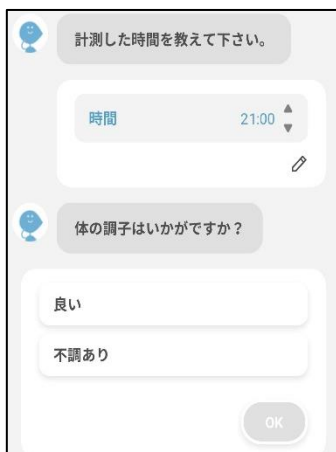 計測した時間を教えて下さい。
時間 21:00
体の調子はいかがですか？
良い
不調あり
OK